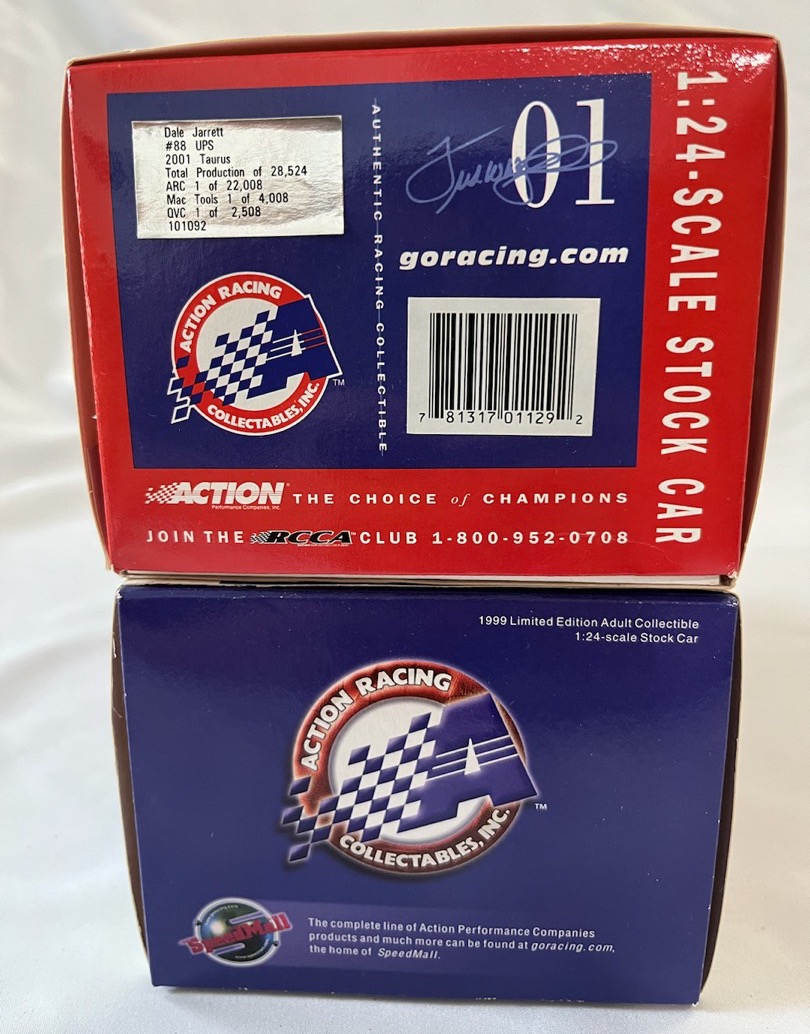 Dale Jarrett
#88 UPS
2001 Taurus
Total Production of 28,524
ARC 1 of 22,008
Mac Tools 1 of 4,008
QVC 1 of 2,508
101092
AUTHENTIC RACING COLLECTIBLE
01
goracing.com
7 81317 01129 2
ACTION RACING
A
COLLECTABLES, INC.
TM
1:24-SCALE STOCK CAR
ACTION THE CHOICE of CHAMPIONS
Performance Companies, Inc.
JOIN THE RCCA CLUB 1-800-952-0708
1999 Limited Edition Adult Collectible
1:24-scale Stock Car
ACTION RACING
A
COLLECTABLES, INC.
TM
SpeedMall
The complete line of Action Performance Companies
products and much more can be found at goracing.com,
the home of SpeedMall.